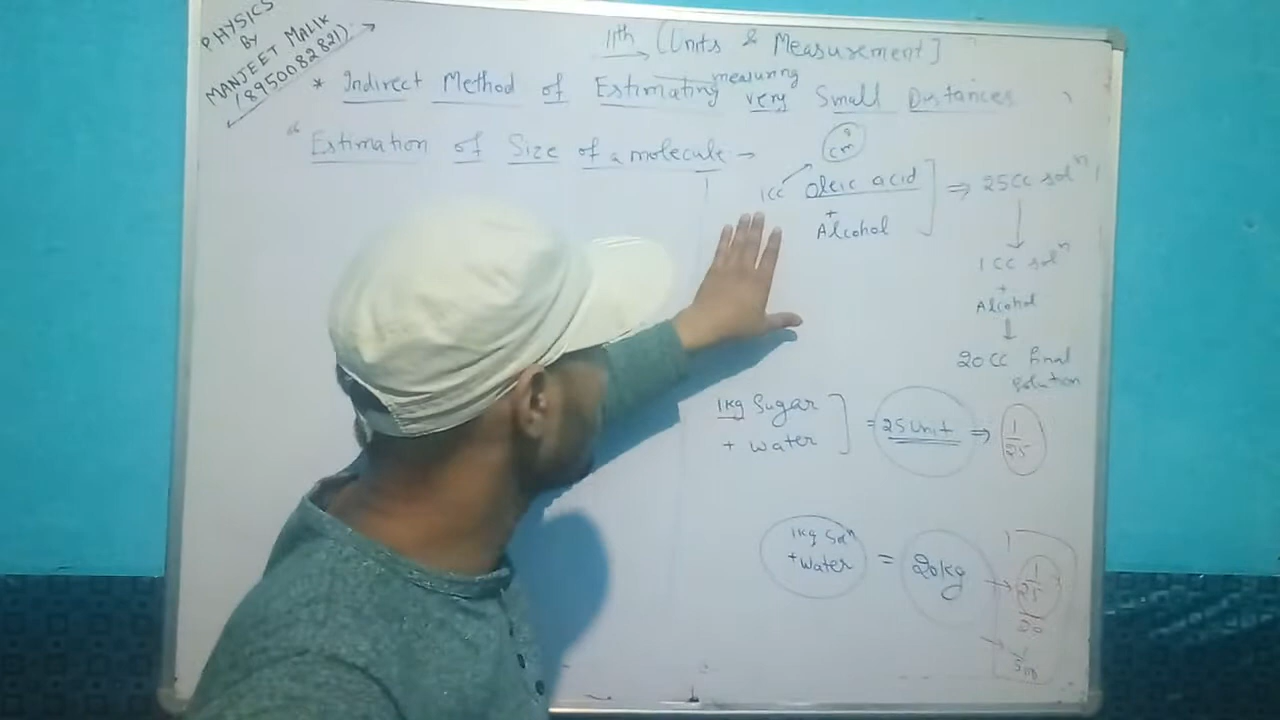 PHYSICS
BY
MANJEET MALIK
(8950082821)
11th (Units & Measurement]
* Indirect Method of Estimating measuring very Small Distances
" Estimation of Size of a molecule →
cm³
1cc Oleic acid
+
Alcohol
⇒ 25cc solⁿ
1cc solⁿ
+
Alcohol
↓
20cc final
solution
1kg Sugar
+ water
= 25 Unit ⇒ 1/25
1kg Solⁿ
+ water
= 20kg → 1/25
20
1/500